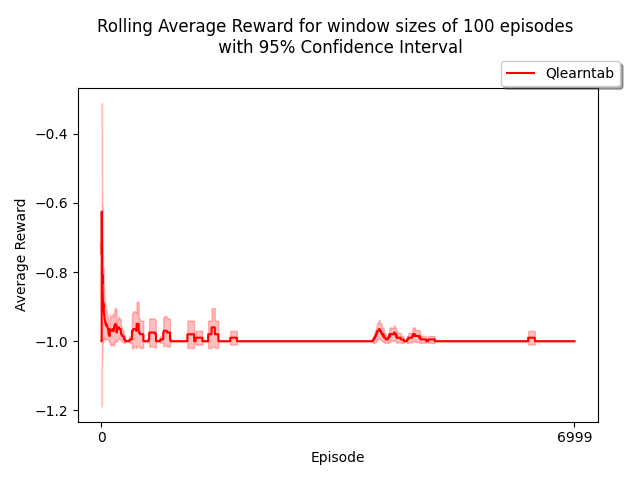 Rolling Average Reward for window sizes of 100 episodes
with 95% Confidence Interval
Qlearntab
Average Reward
−0.4
−0.6
−0.8
−1.0
−1.2
0
6999
Episode